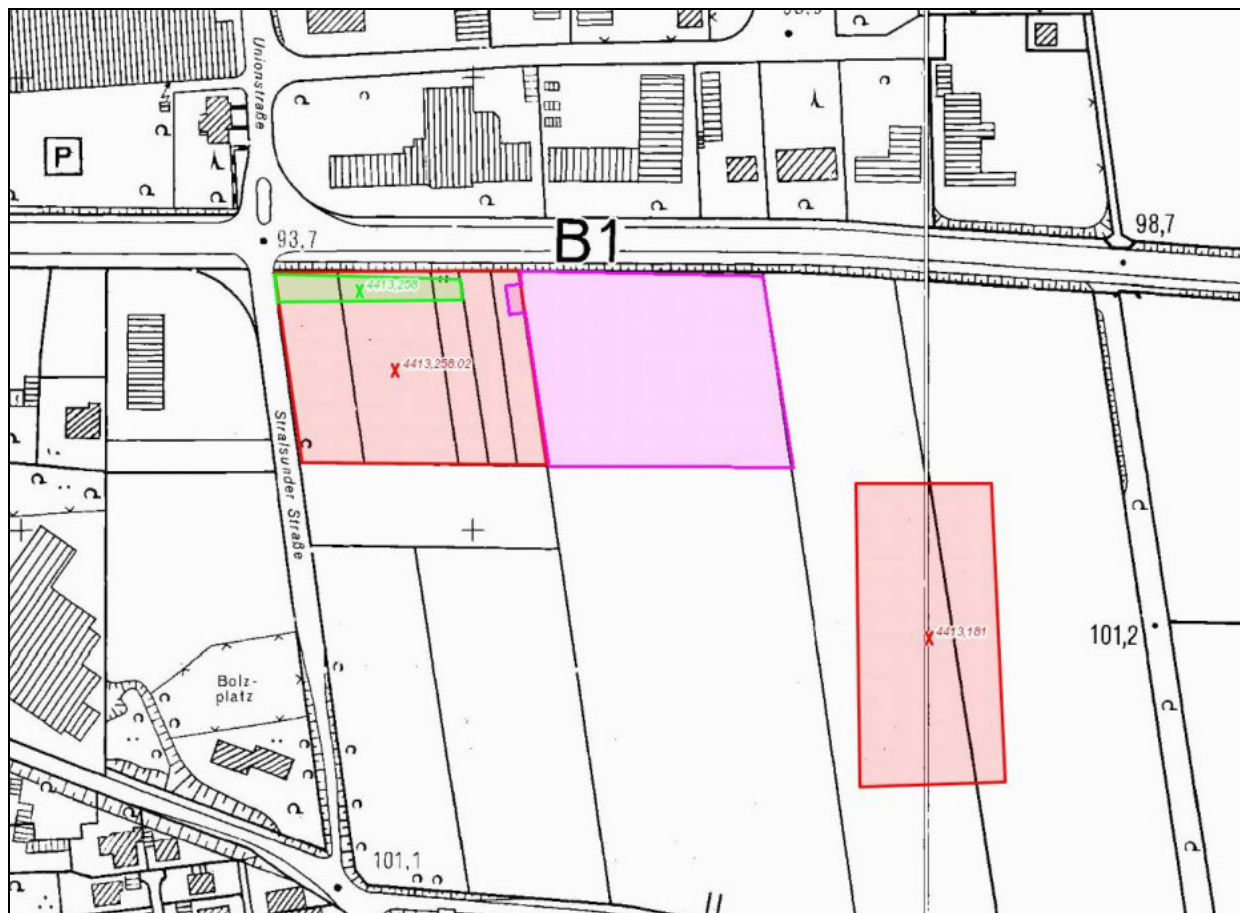 Unionstraße
P
93,7
B1
98,7
4413,258
4413,258.02
Stralsunder Straße
4413,181
101,2
Bolz-
platz
101,1